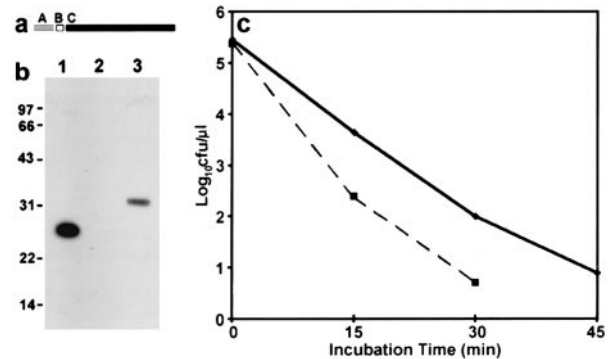 a A B C
b 1 2 3
97-
66-
43-
31-
22-
14-
c
Log10cfu/µl
6
5
4
3
2
1
0
0 15 30 45
Incubation Time (min)